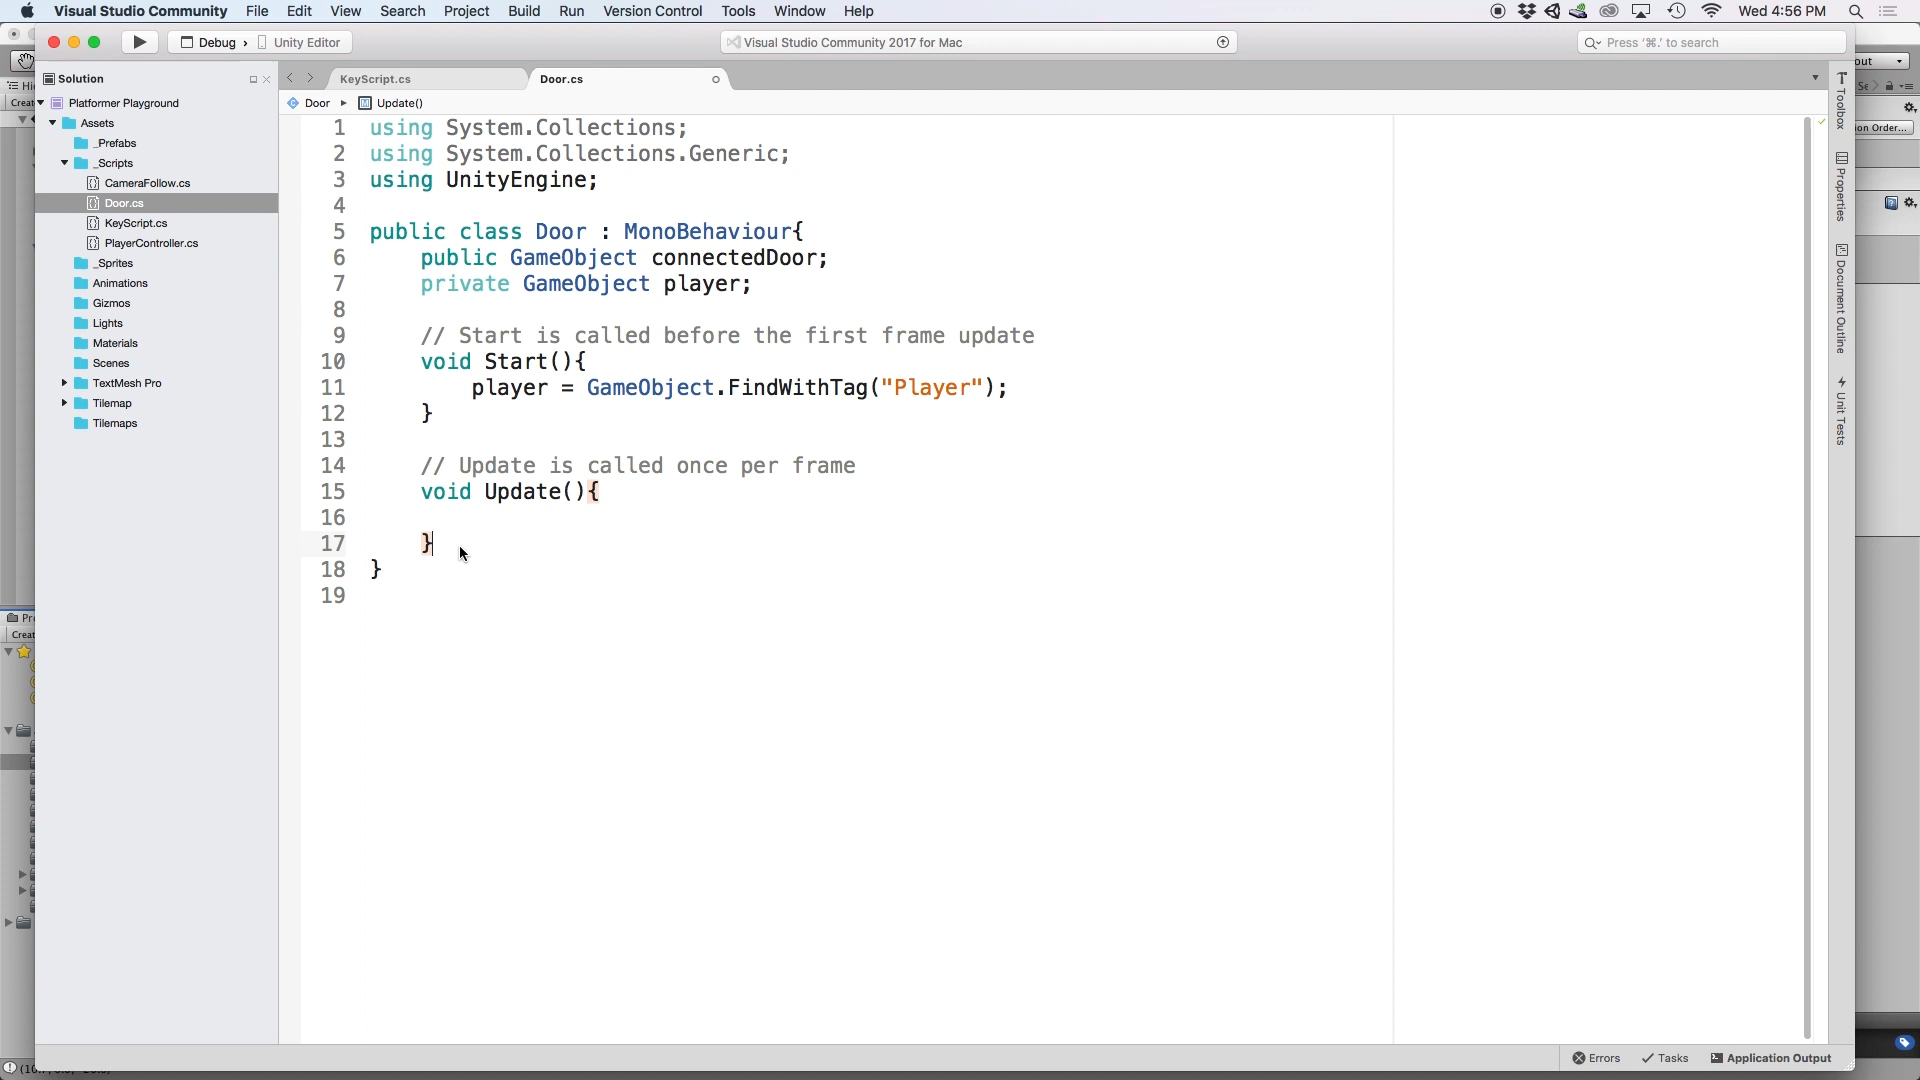 Visual Studio Community File Edit View Search Project Build Run Version Control Tools Window Help Wed 4:56 PM
Debug › Unity Editor Visual Studio Community 2017 for Mac Press '⌘.' to search
Solution KeyScript.cs Door.cs
Platformer Playground Door Update()
Assets
_Prefabs
_Scripts
CameraFollow.cs
Door.cs
KeyScript.cs
PlayerController.cs
_Sprites
Animations
Gizmos
Lights
Materials
Scenes
TextMesh Pro
Tilemap
Tilemaps
1 using System.Collections;
2 using System.Collections.Generic;
3 using UnityEngine;
4
5 public class Door : MonoBehaviour{
6 public GameObject connectedDoor;
7 private GameObject player;
8
9 // Start is called before the first frame update
10 void Start(){
11 player = GameObject.FindWithTag("Player");
12 }
13
14 // Update is called once per frame
15 void Update(){
16
17 }
18 }
19
Toolbox
Properties
Document Outline
Unit Tests
out
ion Order...
Errors Tasks Application Output